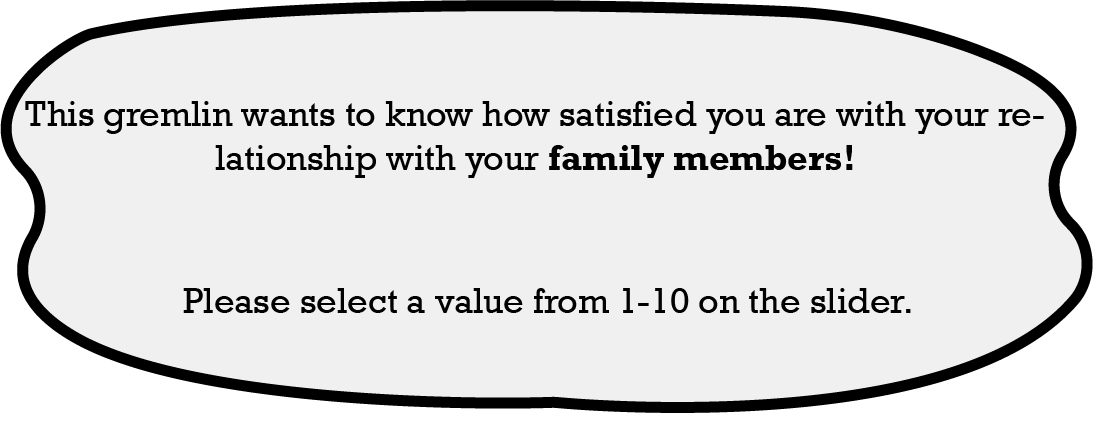 This gremlin wants to know how satisfied you are with your re-
lationship with your family members!
Please select a value from 1-10 on the slider.